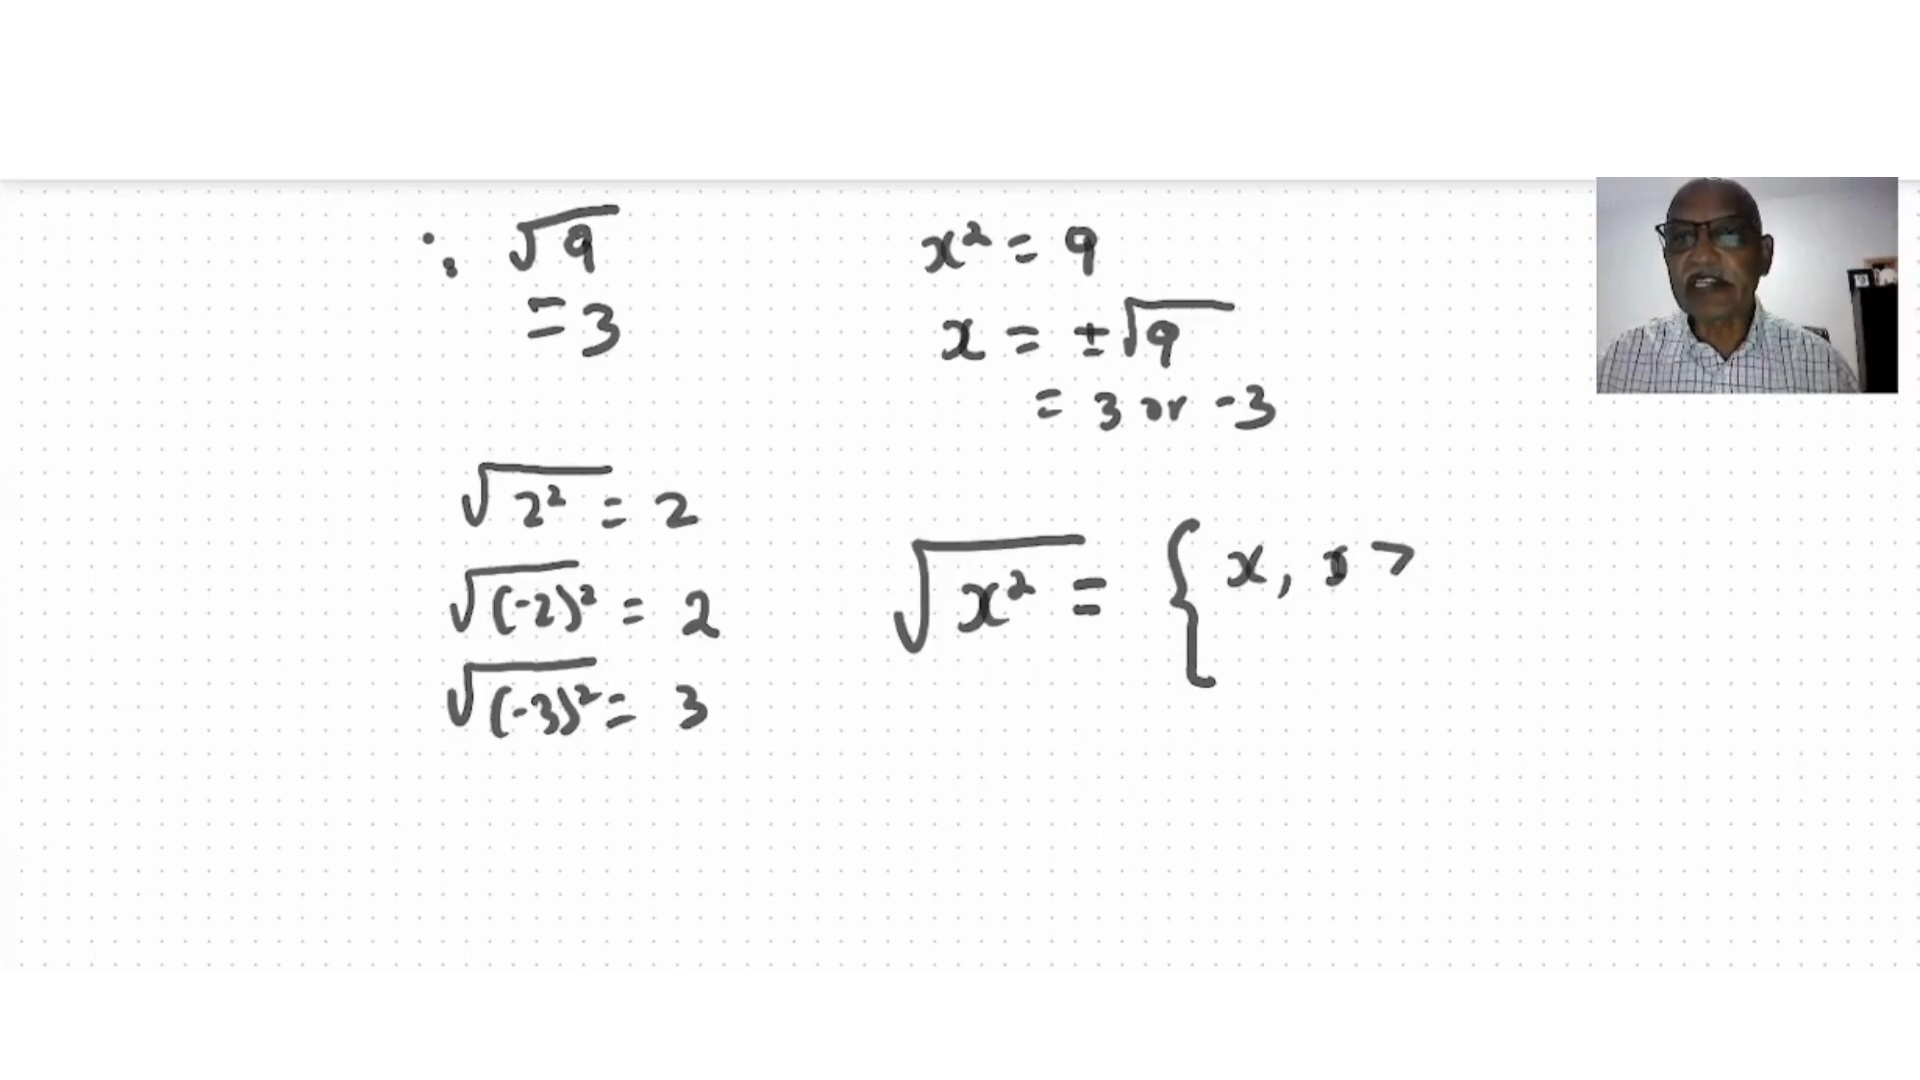 ∴ √9
= 3
x² = 9
x = ±√9
= 3 or -3
√2² = 2
√(-2)² = 2
√(-3)² = 3
√x² = { x, x >